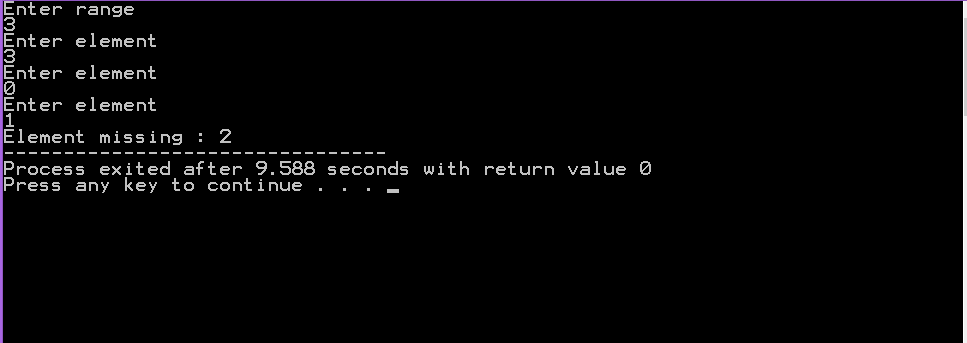 Enter range
3
Enter element
3
Enter element
0
Enter element
1
Element missing : 2
--------------------------------
Process exited after 9.588 seconds with return value 0
Press any key to continue . . .